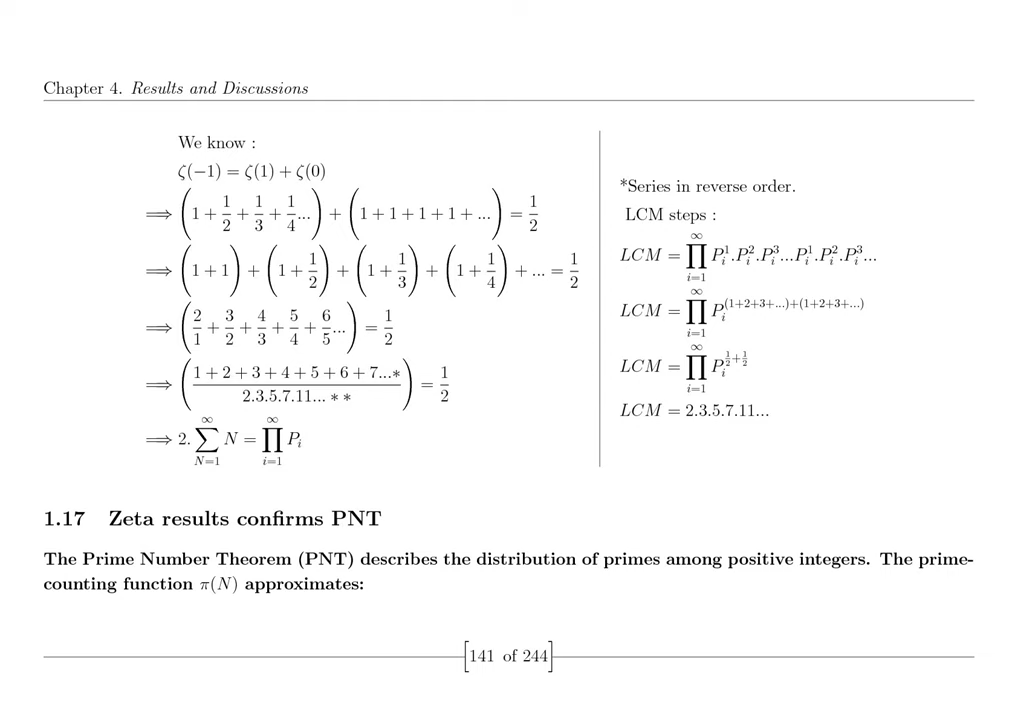 Chapter 4. Results and Discussions
We know :
ζ(−1) = ζ(1) + ζ(0)
⟹ (1 + 1/2 + 1/3 + 1/4...) + (1 + 1 + 1 + 1 + ...) = 1/2
⟹ (1 + 1) + (1 + 1/2) + (1 + 1/3) + (1 + 1/4) + ... = 1/2
⟹ (2/1 + 3/2 + 4/3 + 5/4 + 6/5...) = 1/2
⟹ ((1 + 2 + 3 + 4 + 5 + 6 + 7...∗)/(2.3.5.7.11... ∗ ∗)) = 1/2
⟹ 2. ∑_{N=1}^{∞} N = ∏_{i=1}^{∞} P_i
*Series in reverse order.
LCM steps :
LCM = ∏_{i=1}^{∞} P_i^1.P_i^2.P_i^3...P_i^1.P_i^2.P_i^3...
LCM = ∏_{i=1}^{∞} P_i^{(1+2+3+...)+(1+2+3+...)}
LCM = ∏_{i=1}^{∞} P_i^{1/2+1/2}
LCM = 2.3.5.7.11...
1.17 Zeta results confirms PNT
The Prime Number Theorem (PNT) describes the distribution of primes among positive integers. The prime-
counting function π(N) approximates:
[141 of 244]